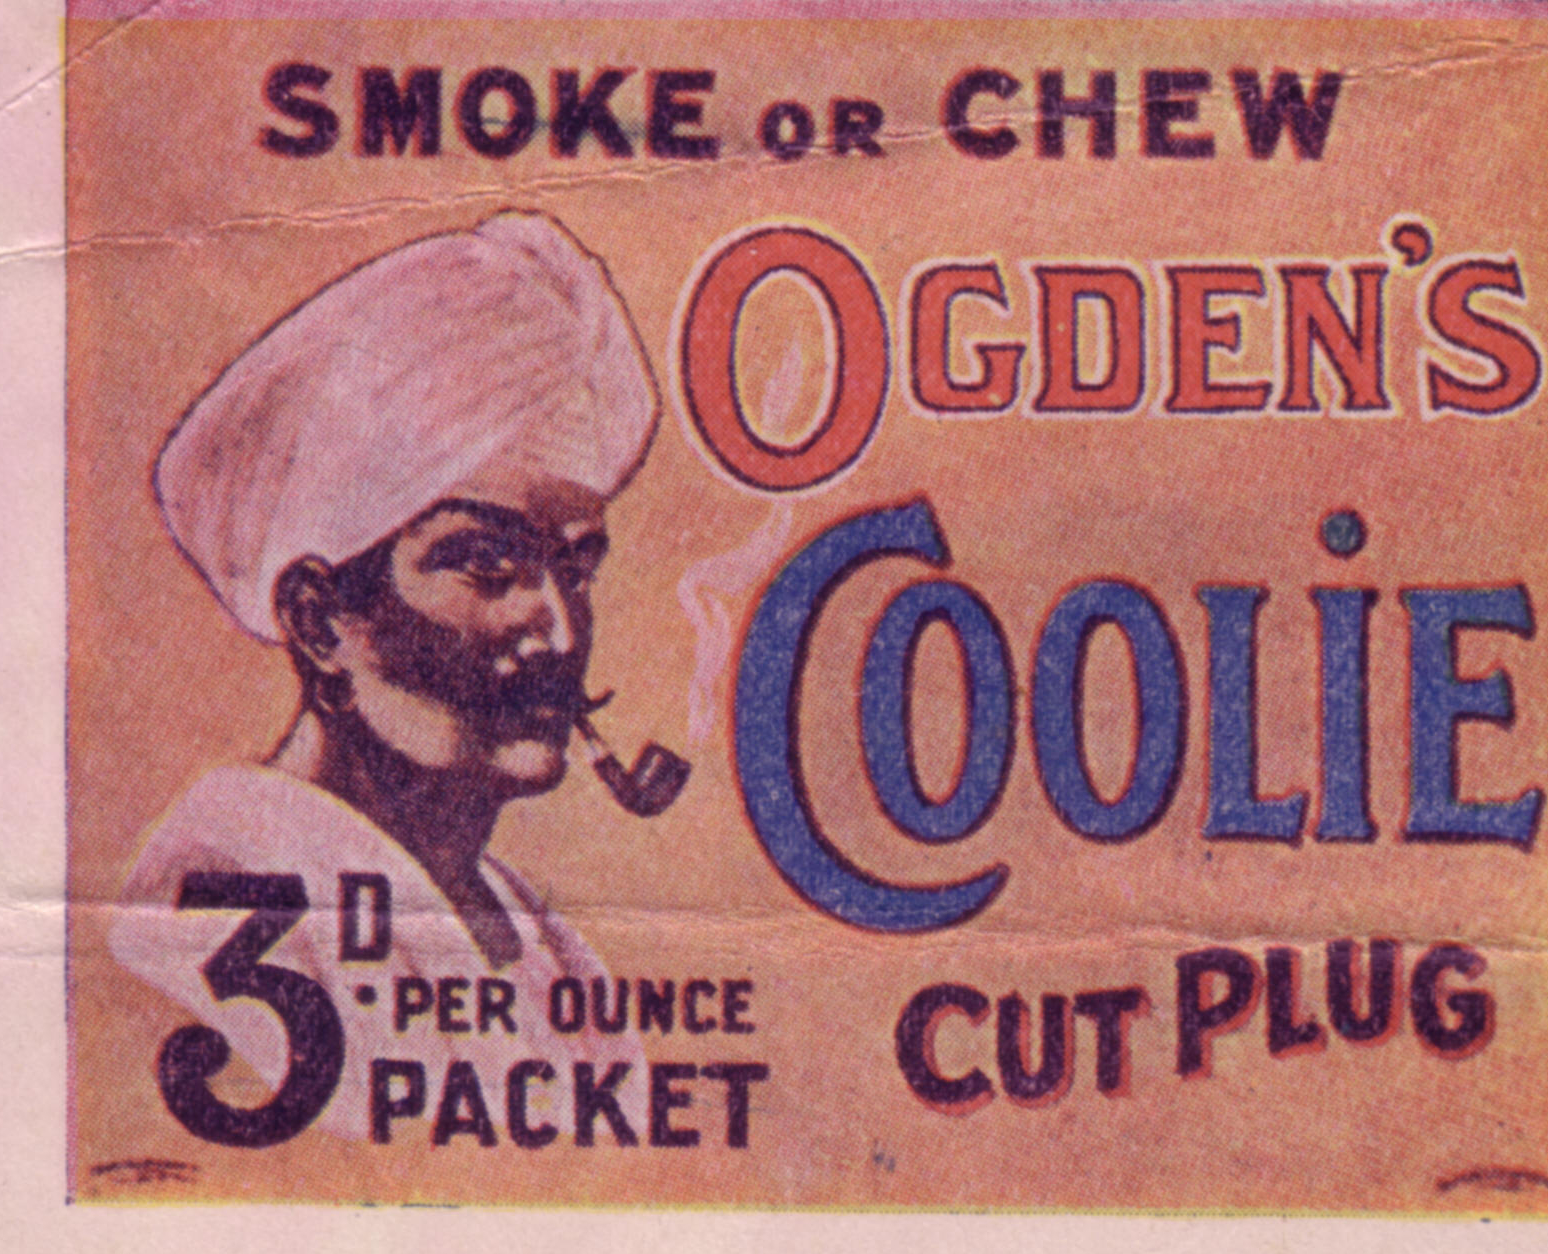 SMOKE OR CHEW
OGDEN'S
COOLiE
CUT PLUG
3D. PER OUNCE
PACKET